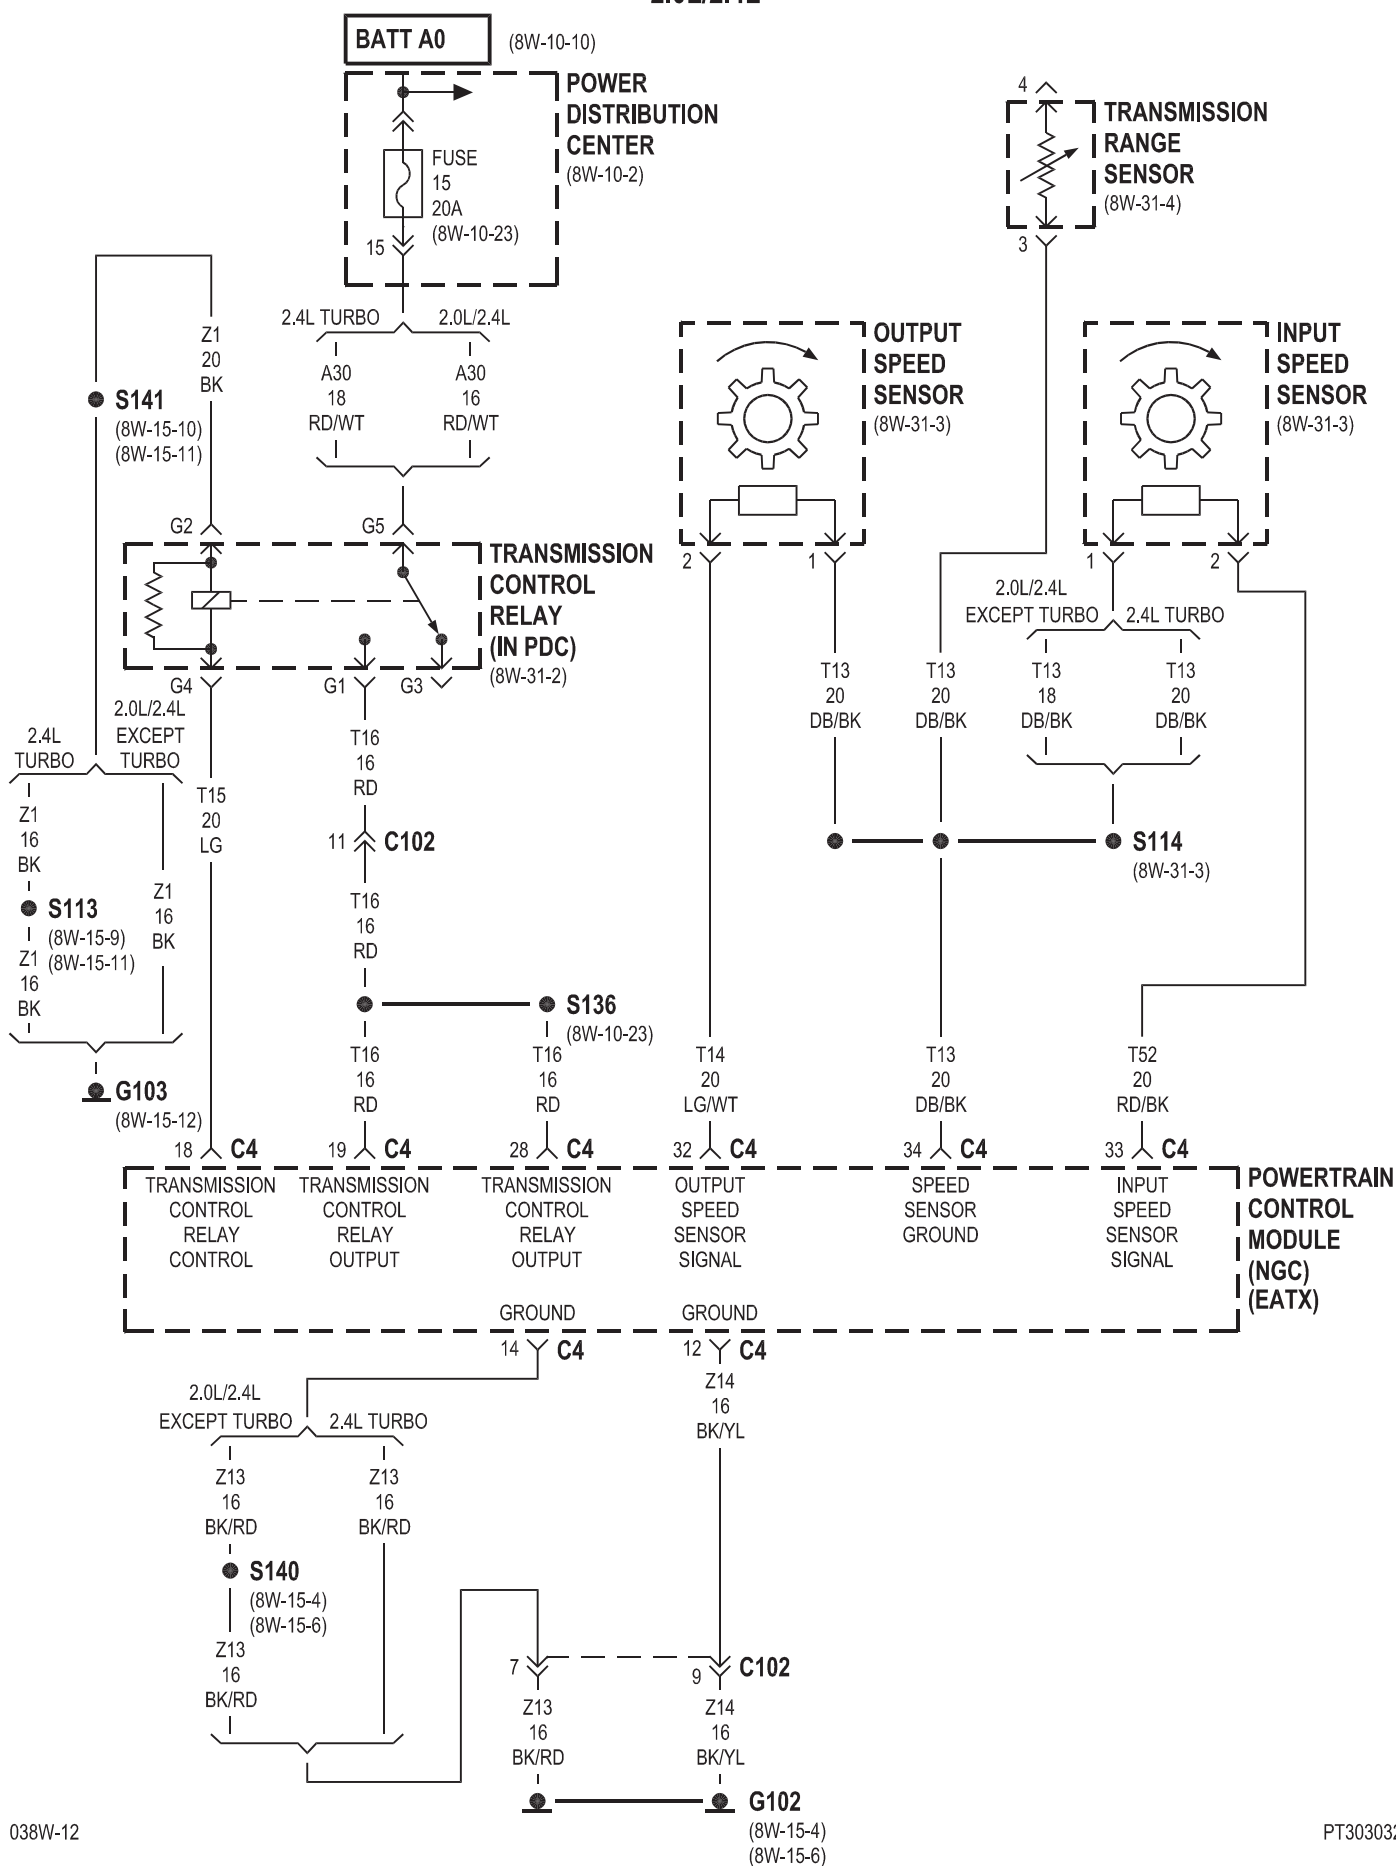 BATT A0
(8W-10-10)
POWER
DISTRIBUTION
CENTER
(8W-10-2)
FUSE
15
20A
(8W-10-23)
15
4
TRANSMISSION
RANGE
SENSOR
(8W-31-4)
3
2.4L TURBO
2.0L/2.4L
A30
18
RD/WT
A30
16
RD/WT
Z1
20
BK
S141
(8W-15-10)
(8W-15-11)
OUTPUT
SPEED
SENSOR
(8W-31-3)
2
1
INPUT
SPEED
SENSOR
(8W-31-3)
1
2
G2
G5
TRANSMISSION
CONTROL
RELAY
(IN PDC)
(8W-31-2)
G4
G1
G3
2.0L/2.4L
EXCEPT TURBO
2.4L TURBO
T13
20
DB/BK
T13
20
DB/BK
T13
18
DB/BK
T13
20
DB/BK
S114
(8W-31-3)
2.4L
TURBO
2.0L/2.4L
EXCEPT
TURBO
Z1
16
BK
S113
(8W-15-9)
(8W-15-11)
Z1
16
BK
Z1
16
BK
G103
(8W-15-12)
T15
20
LG
T16
16
RD
11
C102
T16
16
RD
S136
(8W-10-23)
T16
16
RD
T16
16
RD
T14
20
LG/WT
T13
20
DB/BK
T52
20
RD/BK
18 C4
19 C4
28 C4
32 C4
34 C4
33 C4
TRANSMISSION
CONTROL
RELAY
CONTROL
TRANSMISSION
CONTROL
RELAY
OUTPUT
TRANSMISSION
CONTROL
RELAY
OUTPUT
OUTPUT
SPEED
SENSOR
SIGNAL
SPEED
SENSOR
GROUND
INPUT
SPEED
SENSOR
SIGNAL
POWERTRAIN
CONTROL
MODULE
(NGC)
(EATX)
GROUND
GROUND
14 C4
12 C4
2.0L/2.4L
EXCEPT TURBO
2.4L TURBO
Z14
16
BK/YL
Z13
16
BK/RD
Z13
16
BK/RD
S140
(8W-15-4)
(8W-15-6)
Z13
16
BK/RD
7
9
C102
Z13
16
BK/RD
Z14
16
BK/YL
G102
(8W-15-4)
(8W-15-6)
038W-12